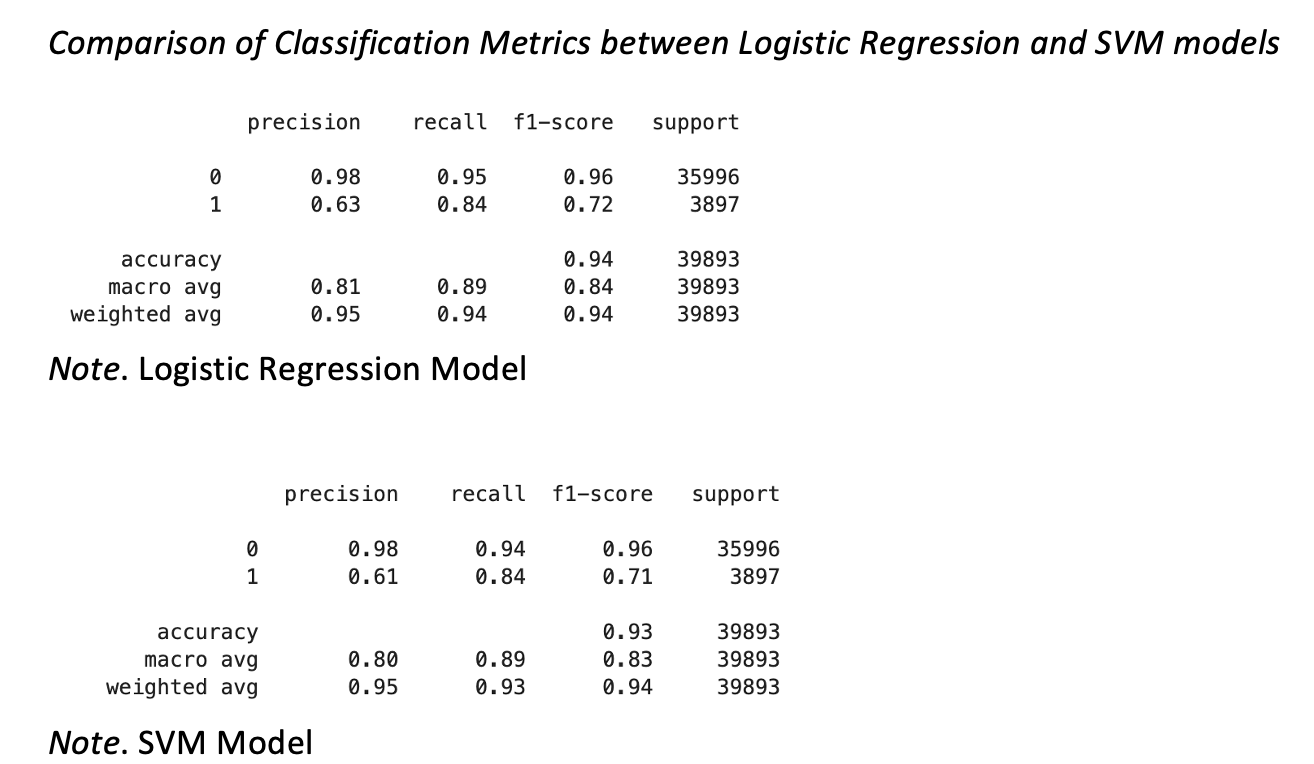 Comparison of Classification Metrics between Logistic Regression and SVM models
precision recall f1-score support
0 0.98 0.95 0.96 35996
1 0.63 0.84 0.72 3897
accuracy 0.94 39893
macro avg 0.81 0.89 0.84 39893
weighted avg 0.95 0.94 0.94 39893
Note. Logistic Regression Model
precision recall f1-score support
0 0.98 0.94 0.96 35996
1 0.61 0.84 0.71 3897
accuracy 0.93 39893
macro avg 0.80 0.89 0.83 39893
weighted avg 0.95 0.93 0.94 39893
Note. SVM Model